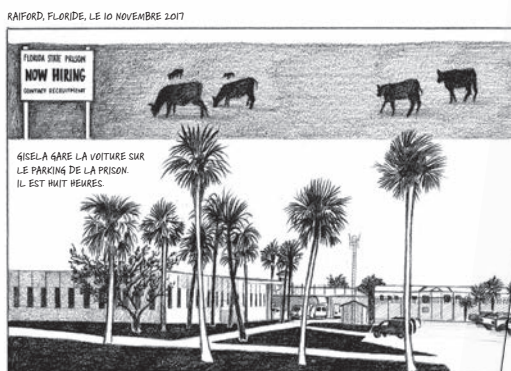 RAIFORD, FLORIDE, LE 10 NOVEMBRE 2017
FLORIDA STATE PRISON
NOW HIRING
CONTACT RECRUITMENT
GISELA GARE LA VOITURE SUR
LE PARKING DE LA PRISON.
IL EST HUIT HEURES.